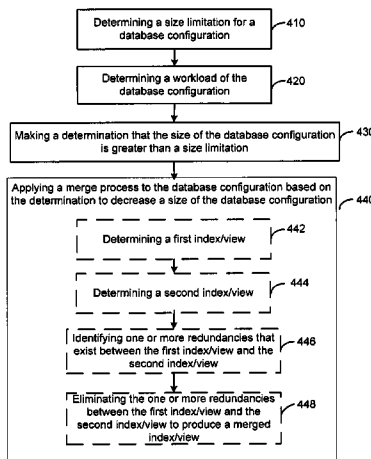 Determining a size limitation for a
database configuration
410
Determining a workload of the
database configuration
420
Making a determination that the size of the database configuration
is greater than a size limitation
430
Applying a merge process to the database configuration based on
the determination to decrease a size of the database configuration
440
Determining a first index/view
442
Determining a second index/view
444
Identifying one or more redundancies that
exist between the first index/view and the
second index/view
446
Eliminating the one or more redundancies
between the first index/view and the
second index/view to produce a merged
index/view
448